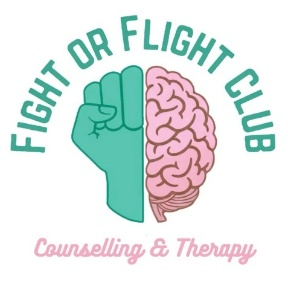 FIGHT OR FLIGHT CLUB
Counselling & Therapy